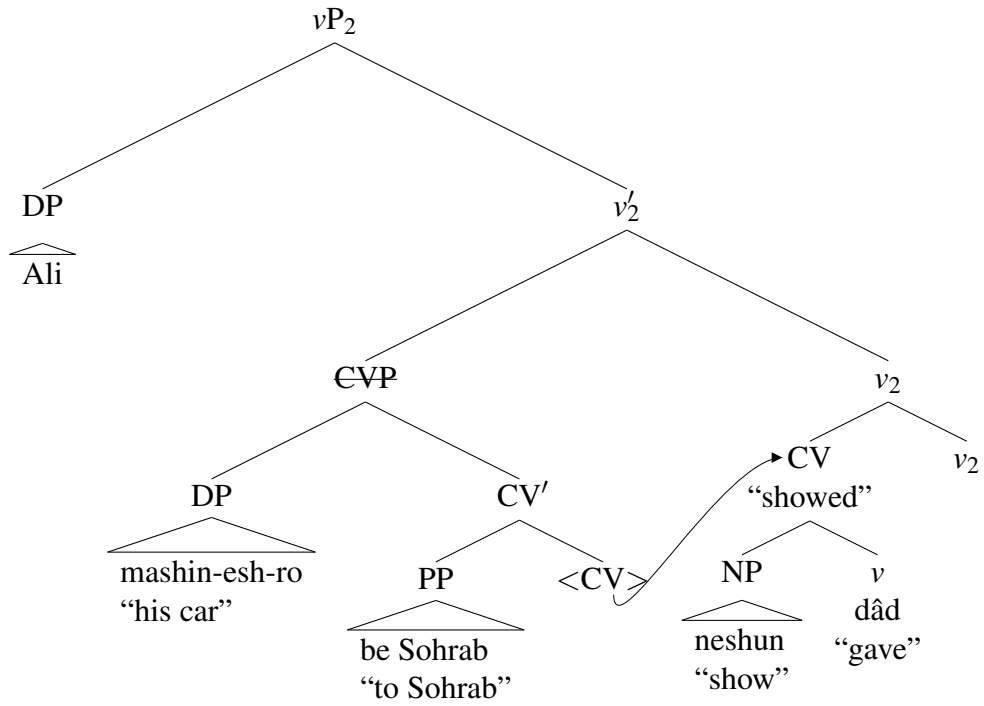 vP₂
DP
v′₂
Ali
CVP
v₂
CV
v₂
“showed”
DP
CV′
mashin-esh-ro
“his car”
PP
<CV>
NP
v
dâd
“gave”
be Sohrab
“to Sohrab”
neshun
“show”